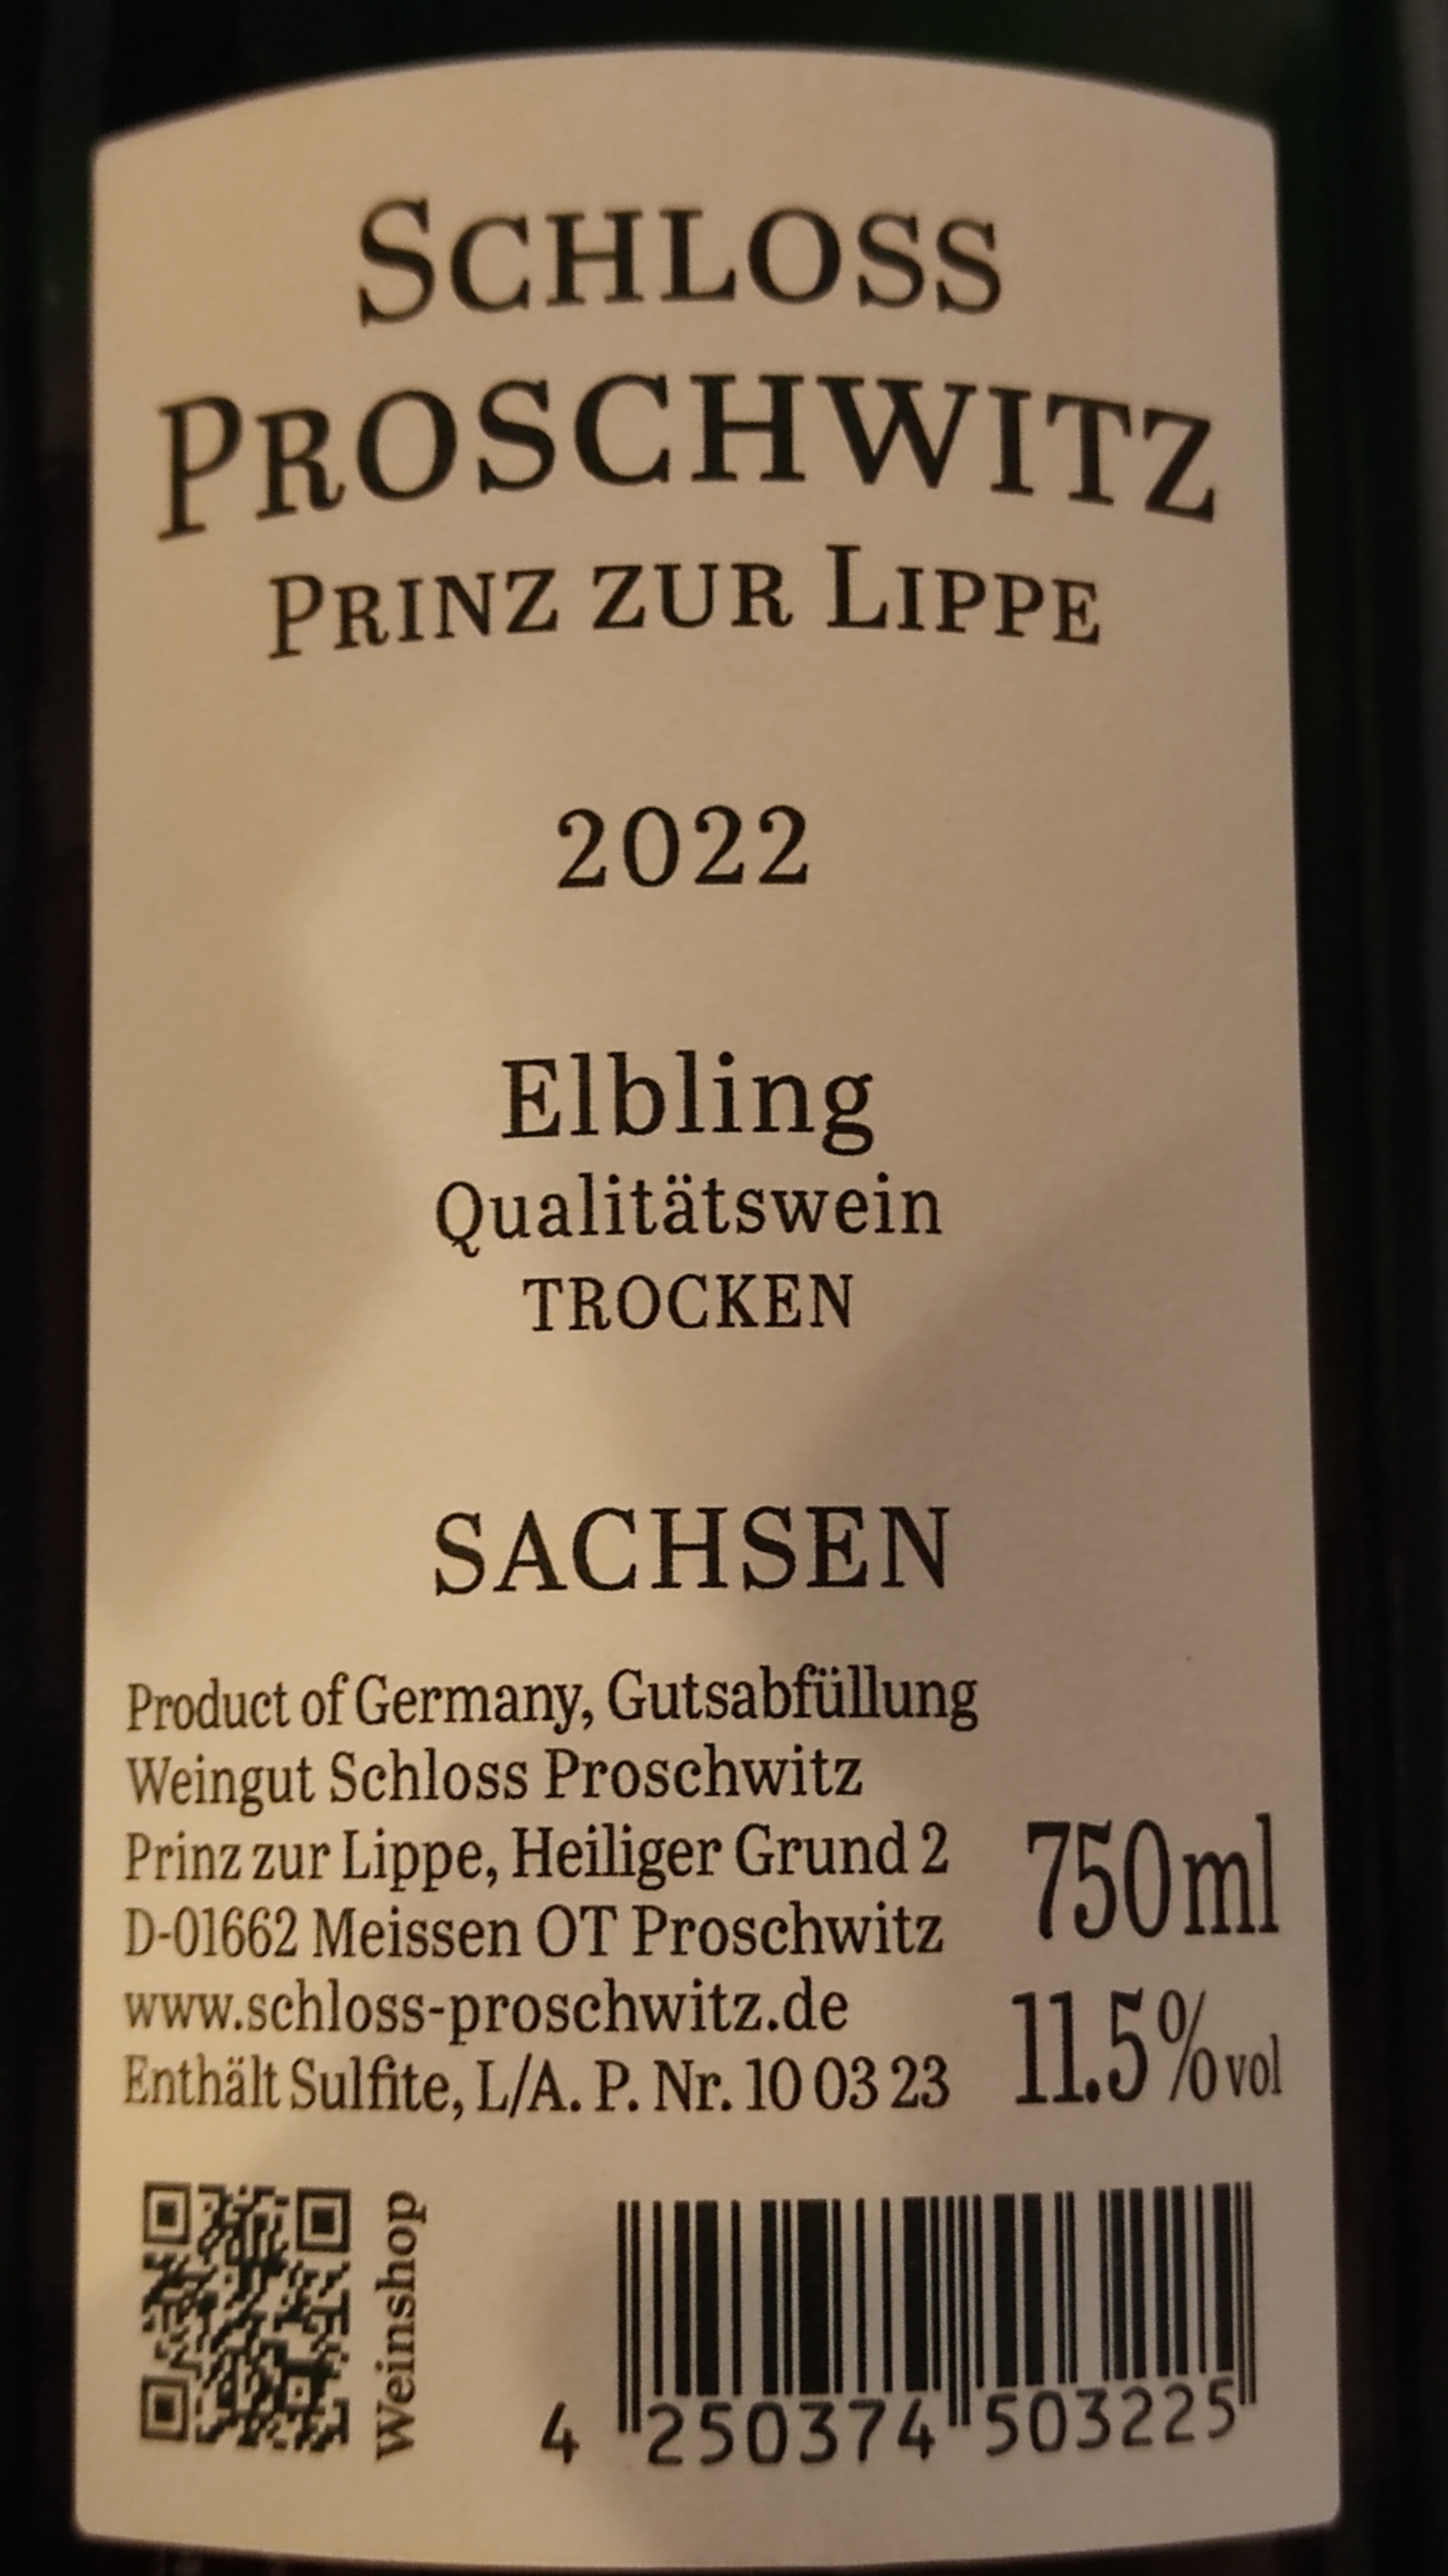 SCHLOSS
PROSCHWITZ
PRINZ ZUR LIPPE
2022
Elbling
Qualitätswein
TROCKEN
SACHSEN
Product of Germany, Gutsabfüllung
Weingut Schloss Proschwitz
Prinz zur Lippe, Heiliger Grund 2
D-01662 Meissen OT Proschwitz
www.schloss-proschwitz.de
Enthält Sulfite, L/A. P. Nr. 10 03 23
750ml
11.5%vol
Weinshop
4 250374 503225